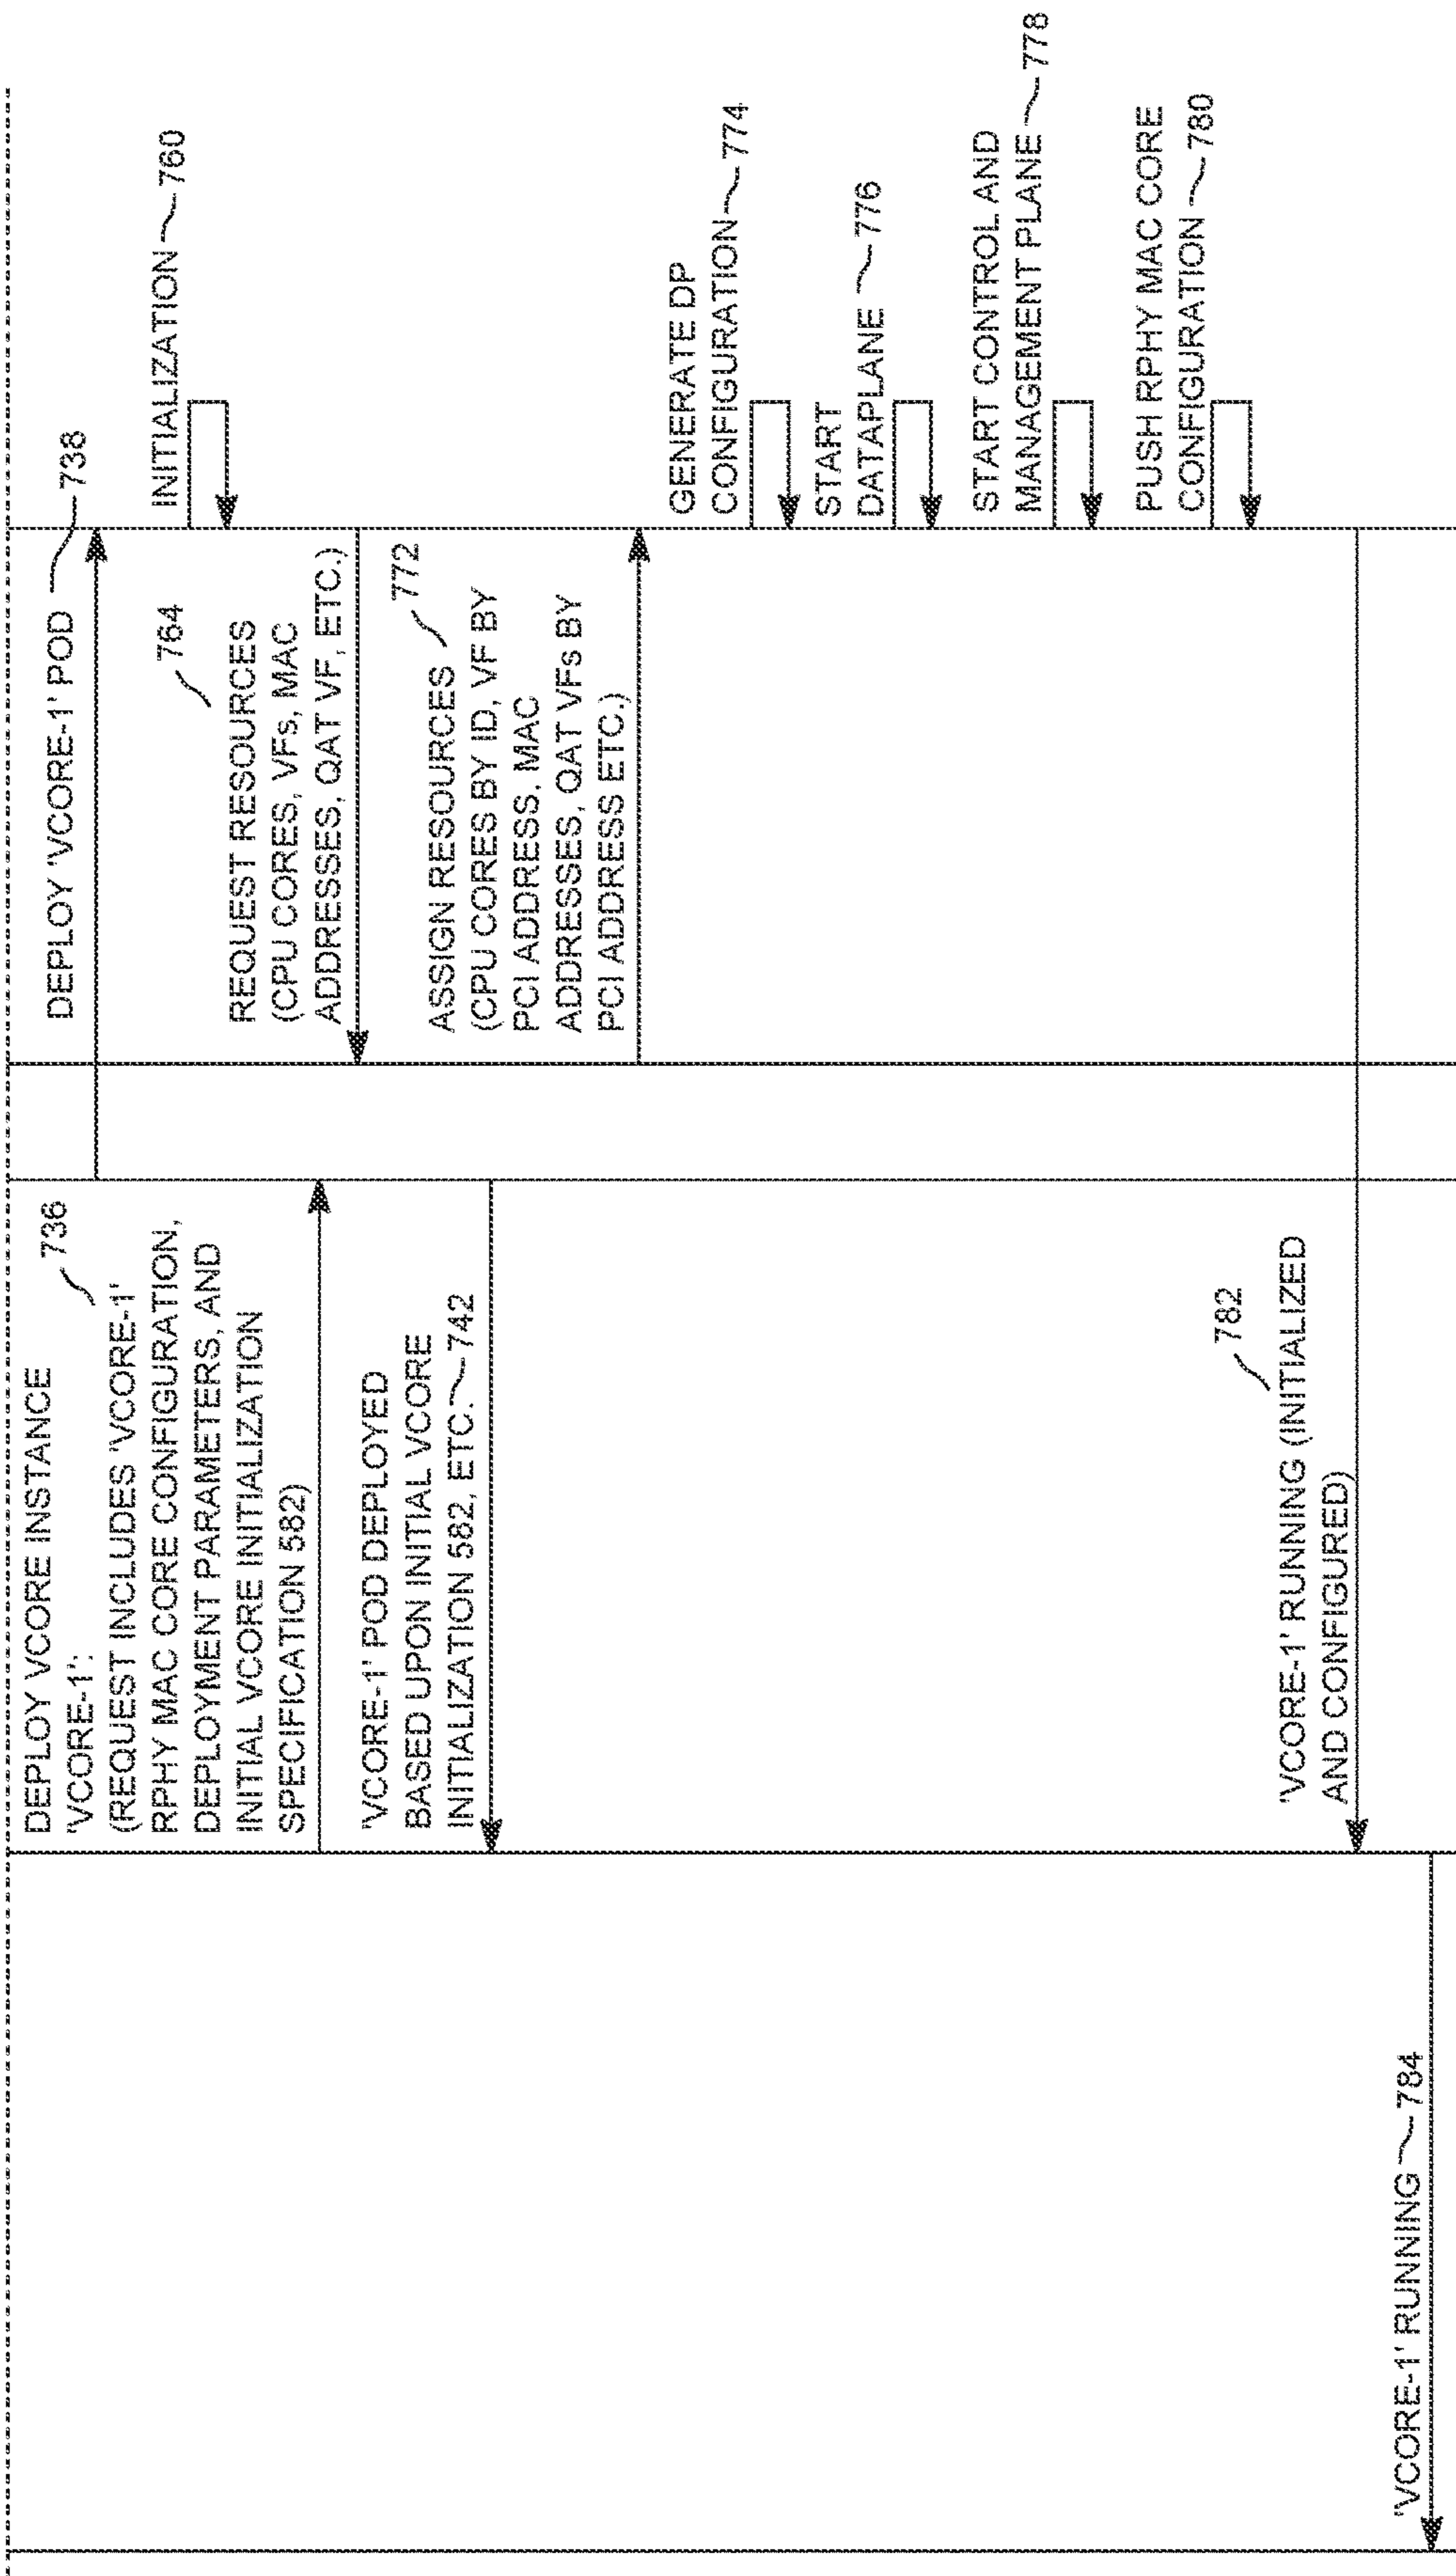 DEPLOY VCORE INSTANCE
'VCORE-1':
(REQUEST INCLUDES 'VCORE-1'
RPHY MAC CORE CONFIGURATION,
DEPLOYMENT PARAMETERS, AND
INITIAL VCORE INITIALIZATION
SPECIFICATION 582)
736
DEPLOY 'VCORE-1' POD
738
INITIALIZATION 760
764
REQUEST RESOURCES
(CPU CORES, VFs, MAC
ADDRESSES, QAT VF, ETC.)
'VCORE-1' POD DEPLOYED
BASED UPON INITIAL VCORE
INITIALIZATION 582, ETC. 742
772
ASSIGN RESOURCES
(CPU CORES BY ID, VF BY
PCI ADDRESS, MAC
ADDRESSES, QAT VFs BY
PCI ADDRESS ETC.)
GENERATE DP
CONFIGURATION 774
START
DATAPLANE 776
START CONTROL AND
MANAGEMENT PLANE 778
PUSH RPHY MAC CORE
CONFIGURATION 780
782
'VCORE-1' RUNNING (INITIALIZED
AND CONFIGURED)
'VCORE-1' RUNNING 784